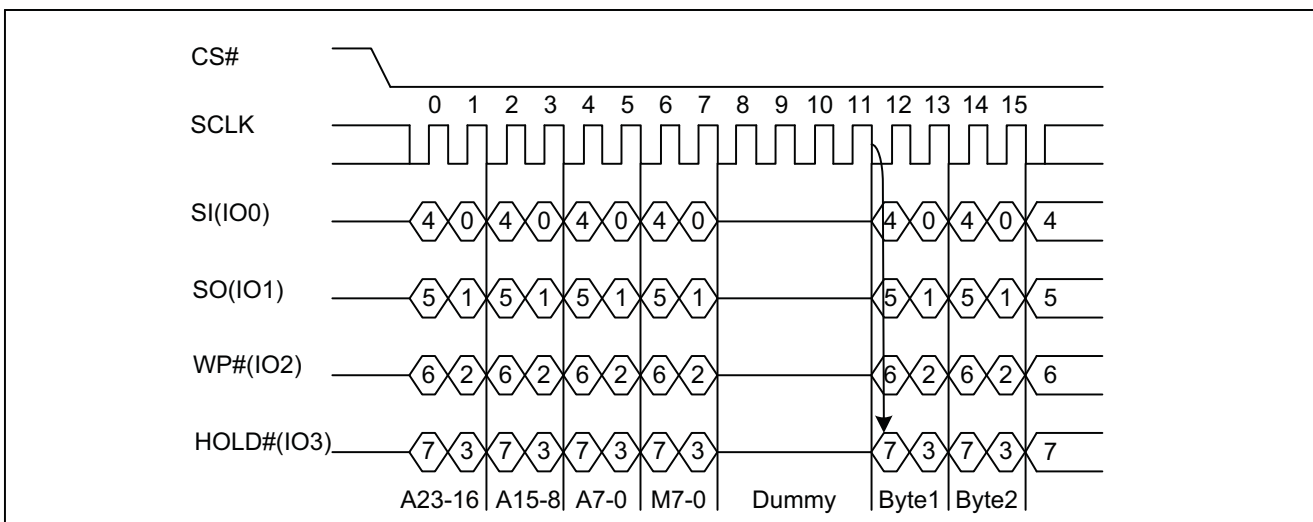 CS#
0 1 2 3 4 5 6 7 8 9 10 11 12 13 14 15
SCLK
SI(IO0) 4 0 4 0 4 0 4 0 4 0 4 0 4
SO(IO1) 5 1 5 1 5 1 5 1 5 1 5 1 5
WP#(IO2) 6 2 6 2 6 2 6 2 6 2 6 2 6
HOLD#(IO3) 7 3 7 3 7 3 7 3 7 3 7 3 7
A23-16 A15-8 A7-0 M7-0 Dummy Byte1 Byte2